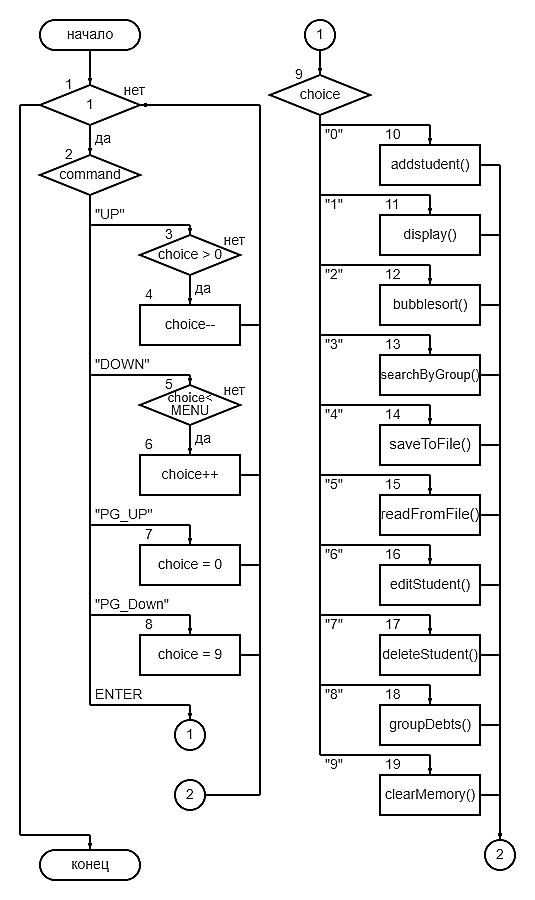 начало
1
нет
1
да
2
command
"UP"
3
нет
choice > 0
да
4
choice--
"DOWN"
5
нет
choice<
MENU
да
6
choice++
"PG_UP"
7
choice = 0
"PG_Down"
8
choice = 9
ENTER
1
2
конец
1
9
choice
"0"
10
addstudent()
"1"
11
display()
"2"
12
bubblesort()
"3"
13
searchByGroup()
"4"
14
saveToFile()
"5"
15
readFromFile()
"6"
16
editStudent()
"7"
17
deleteStudent()
"8"
18
groupDebts()
"9"
19
clearMemory()
2